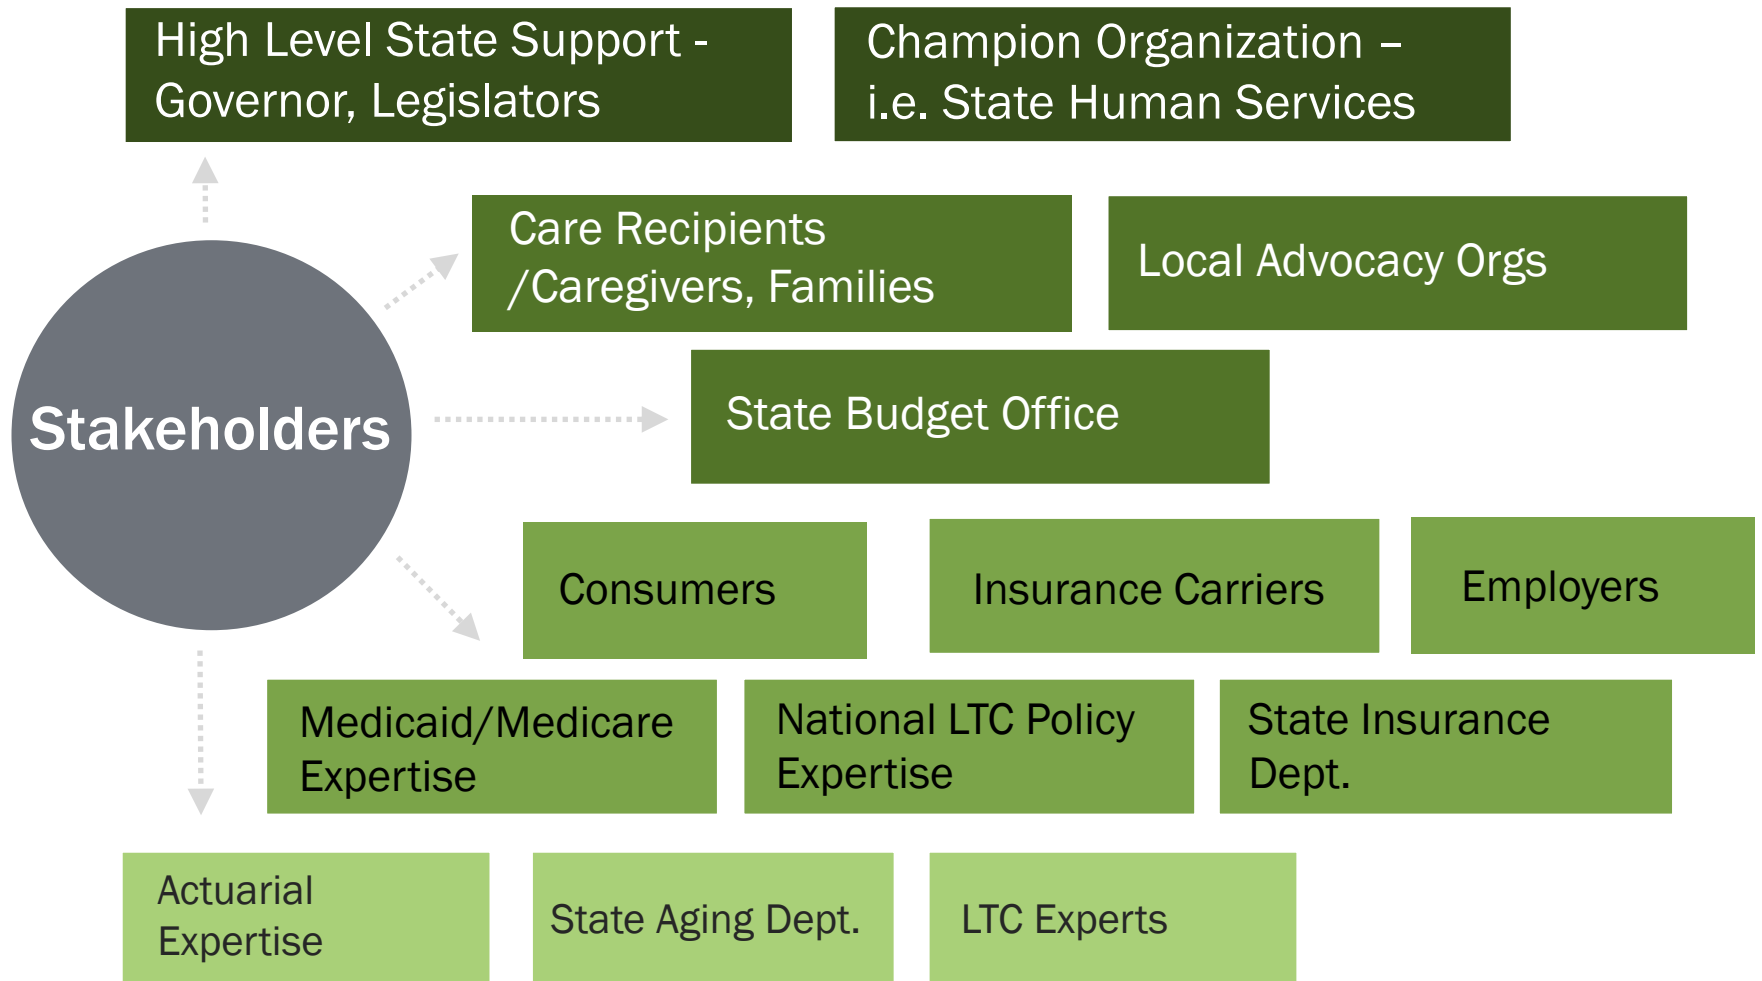 High Level State Support -
Governor, Legislators
Champion Organization –
i.e. State Human Services
Care Recipients
/Caregivers, Families
Local Advocacy Orgs
Stakeholders
State Budget Office
Consumers
Insurance Carriers
Employers
Medicaid/Medicare
Expertise
National LTC Policy
Expertise
State Insurance
Dept.
Actuarial
Expertise
State Aging Dept.
LTC Experts